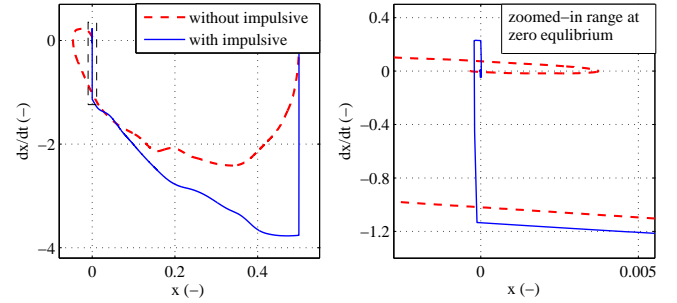 without impulsive
with impulsive
0
−2
−4
dx/dt (−)
0
0.2
0.4
x (−)
zoomed−in range at
zero equlibrium
0.4
0
−0.4
−0.8
−1.2
dx/dt (−)
0
0.005
x (−)